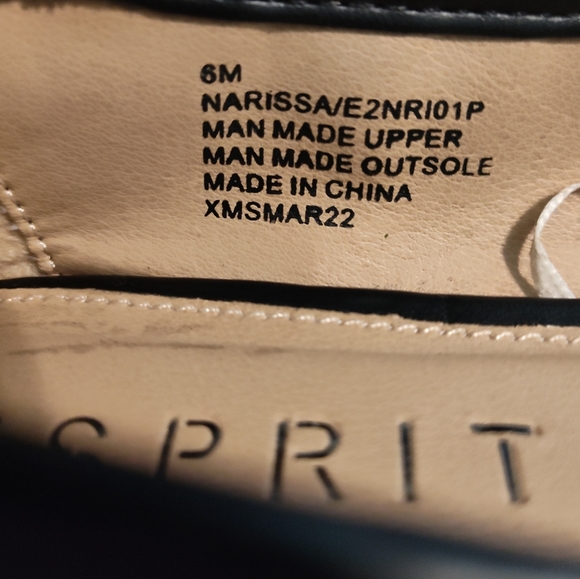 6M
NARISSA/E2NRI01P
MAN MADE UPPER
MAN MADE OUTSOLE
MADE IN CHINA
XMSMAR22
SPRIT